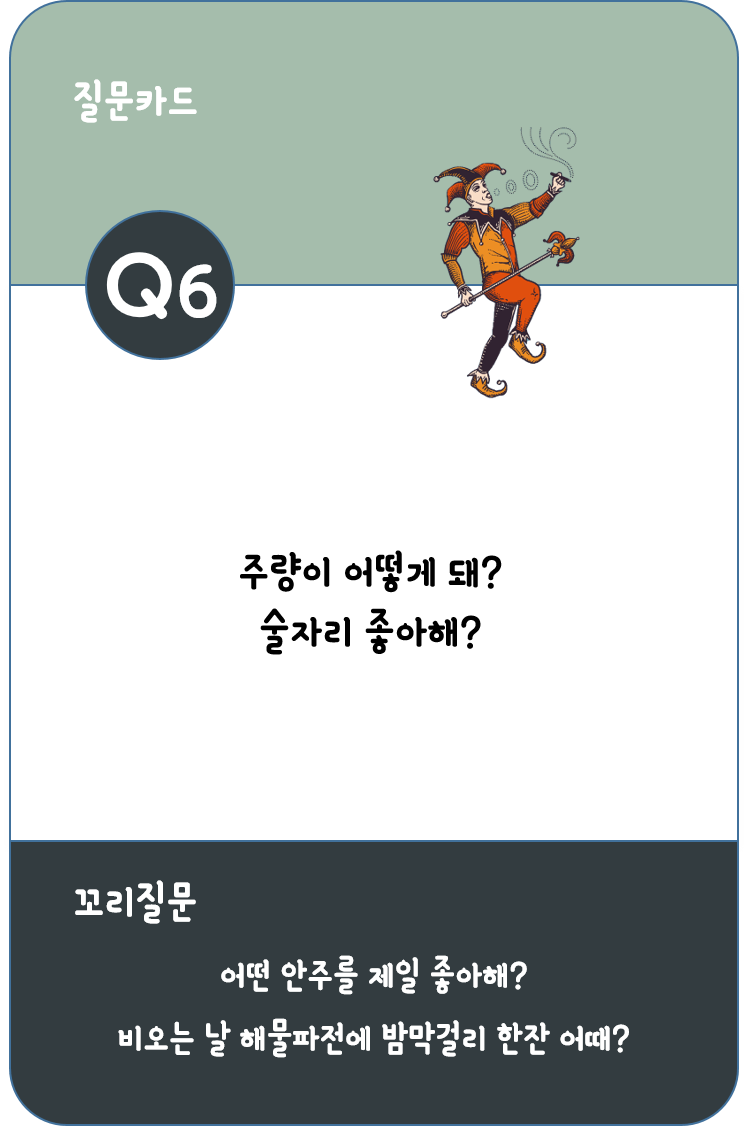 질문카드
Q6
주량이 어떻게 돼?
술자리 좋아해?
꼬리질문
어떤 안주를 제일 좋아해?
비오는 날 해물파전에 밤막걸리 한잔 어때?